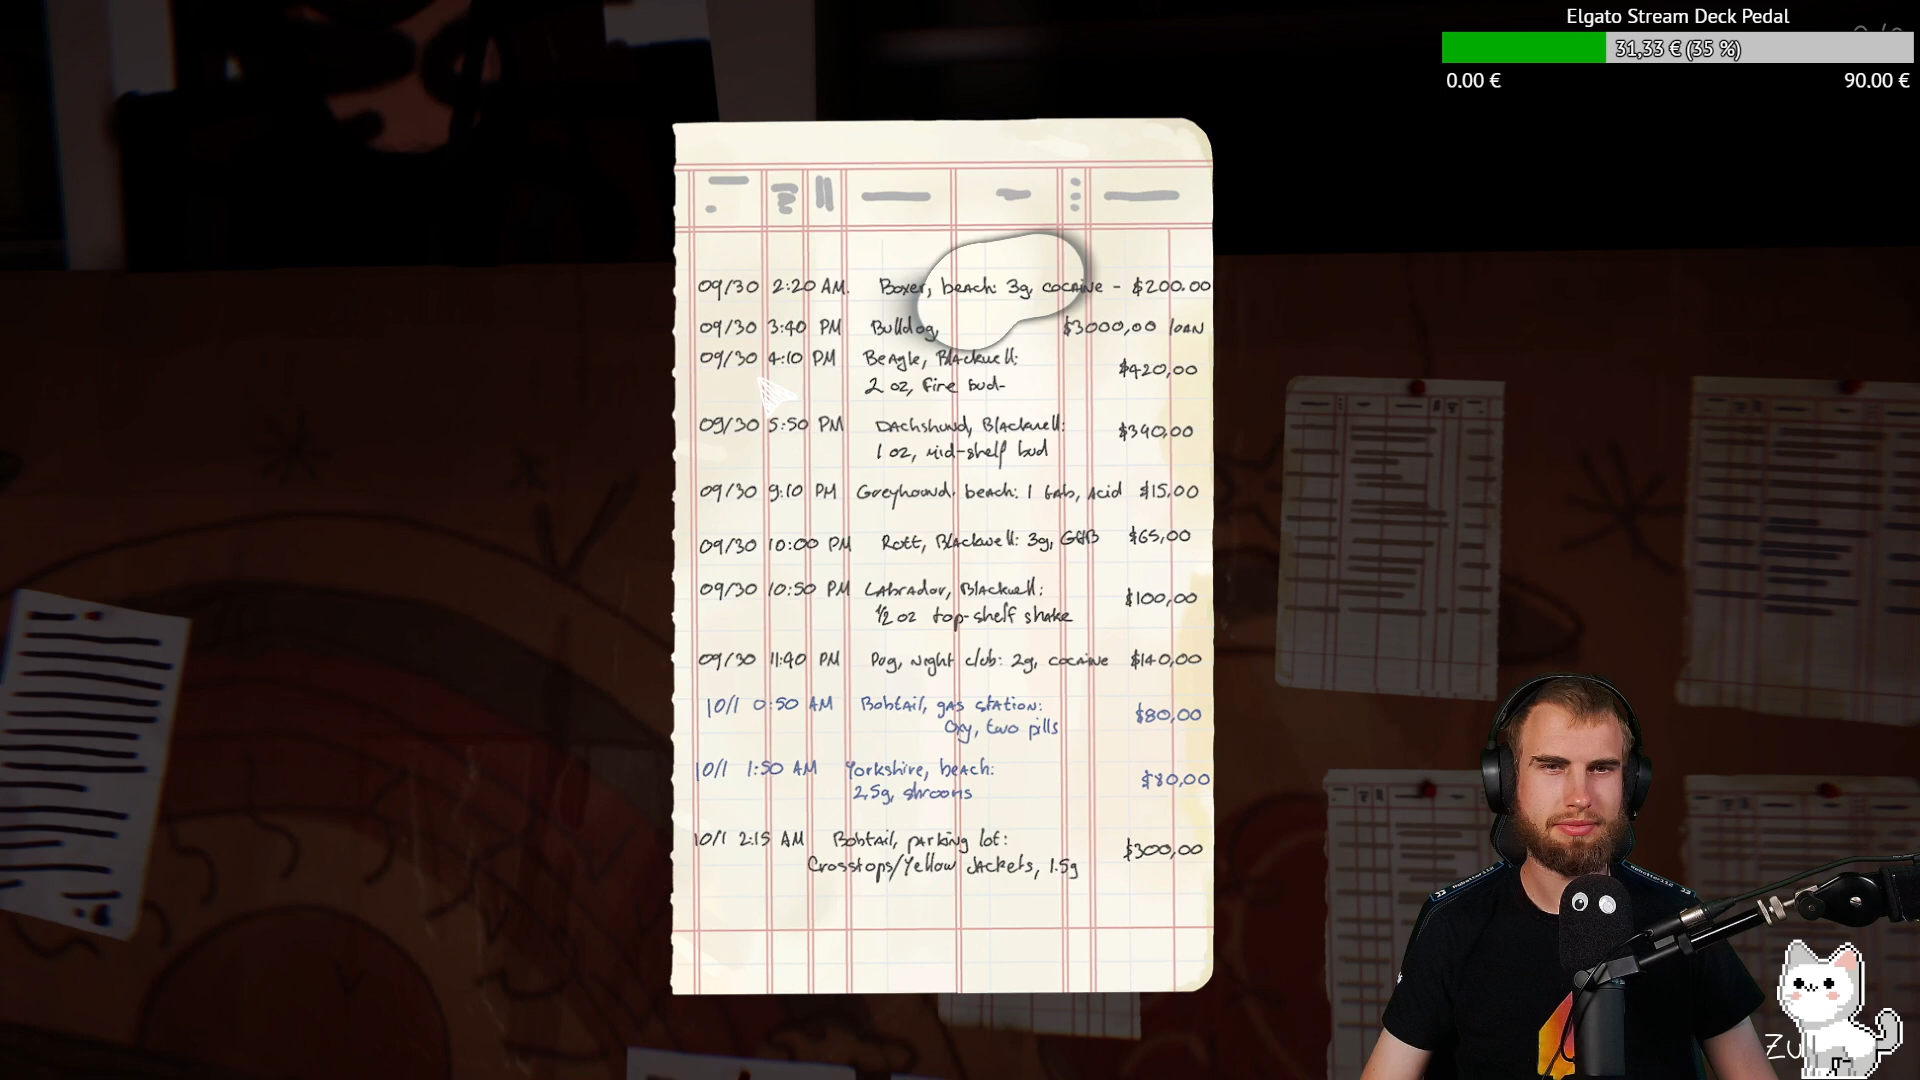 Elgato Stream Deck Pedal
31,33 € (35 %)
0.00 € 90.00 €
09/30 2:20 AM. Boxer, beach: 3g, cocaine - $200.00
09/30 3:40 PM Bulldog, $3000,00 loan
09/30 4:10 PM Beagle, Blackwell: $420,00
2 oz, fire bud-
09/30 5:50 PM Dachshund, Blackwell: $390,00
1 oz, mid-shelf bud
09/30 9:10 PM Greyhound, beach: 1 tab, acid $15,00
09/30 10:00 PM Rott, Blackwell: 3g, GHB $65,00
09/30 10:50 PM Labrador, Blackwell: $100,00
1/2 oz top-shelf shake
09/30 11:40 PM Pug, night club: 2g, cocaine $140,00
10/1 0:50 AM Bobtail, gas station: $80,00
Oxy, two pills
10/1 1:50 AM Yorkshire, beach: $80,00
2,5g, shrooms
10/1 2:15 AM Bobtail, parking lot: $300,00
Crosstops/Yellow Jackets, 1.5g